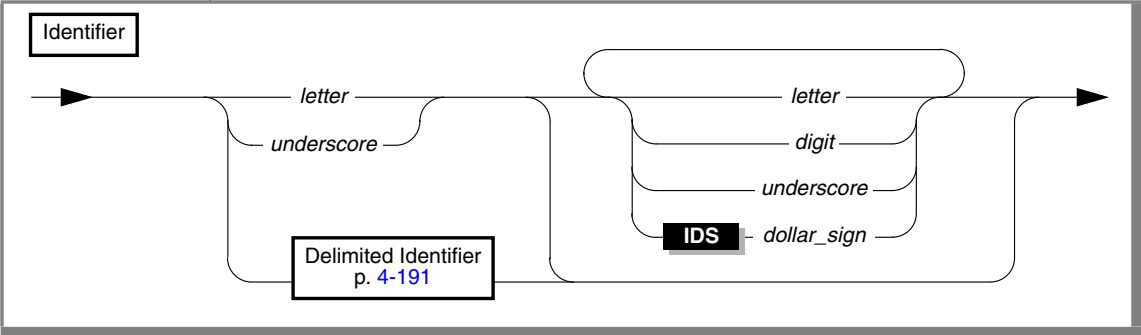 Identifier
letter
letter
underscore
digit
underscore
IDS dollar_sign
Delimited Identifier
p. 4-191